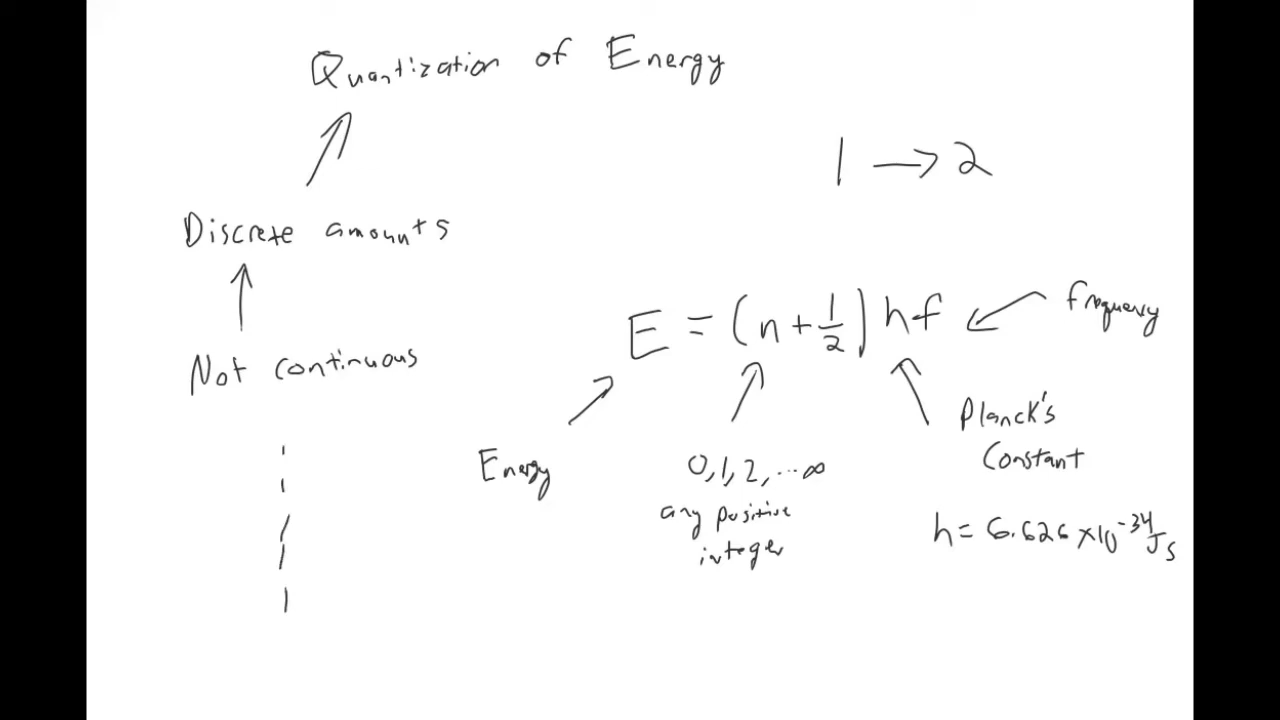 Quantization of Energy
1 → 2
Discrete amounts
E = (n + 1/2) hf
Frequency
Not continuous
Planck's
Constant
Energy
0, 1, 2, ... ∞
any positive
integer
h = 6.626 × 10^-34 Js